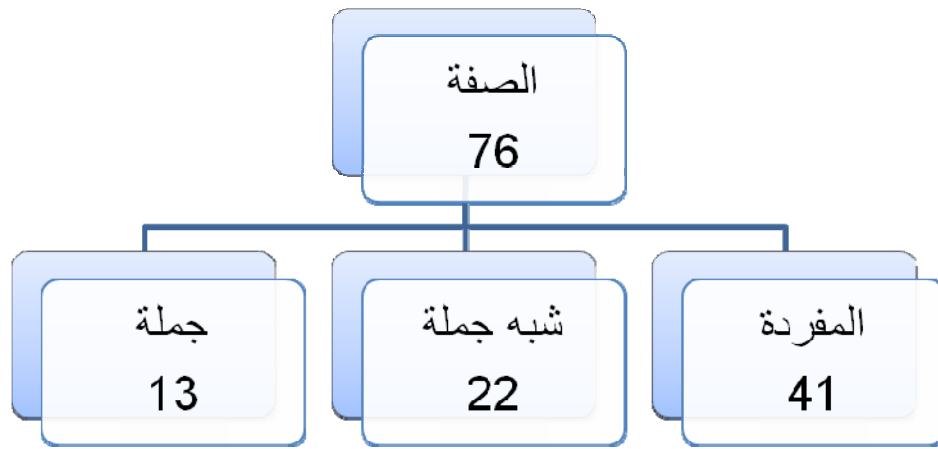 الصفة
76
المفردة
41
شبه جملة
22
جملة
13